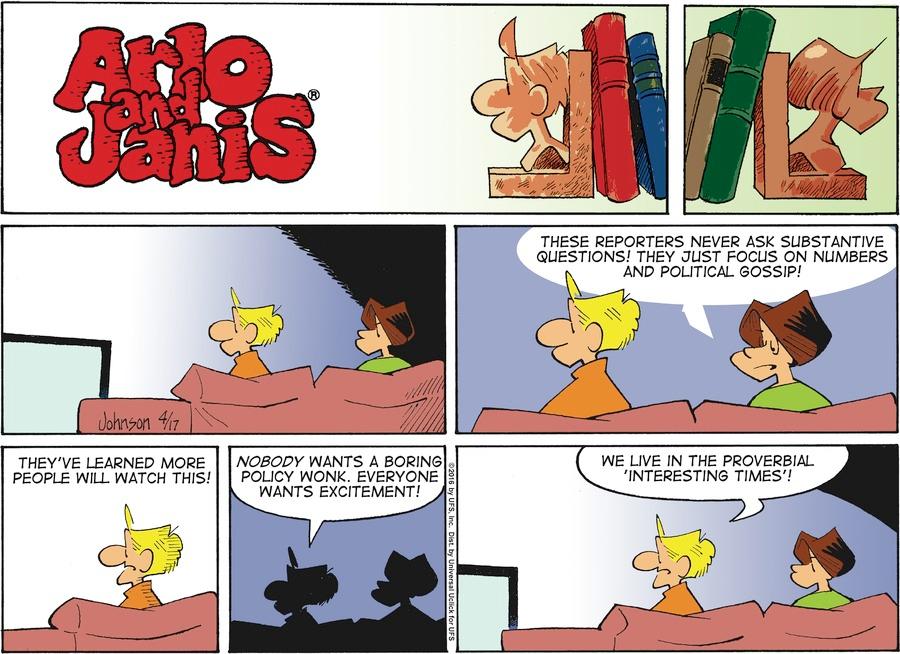 Arlo
and
Janis®
Johnson 4/17
THESE REPORTERS NEVER ASK SUBSTANTIVE
QUESTIONS! THEY JUST FOCUS ON NUMBERS
AND POLITICAL GOSSIP!
THEY'VE LEARNED MORE
PEOPLE WILL WATCH THIS!
NOBODY WANTS A BORING
POLICY WONK. EVERYONE
WANTS EXCITEMENT!
©2016 by UFS, Inc. Dist. by Universal Uclick for UFS
WE LIVE IN THE PROVERBIAL
'INTERESTING TIMES'!